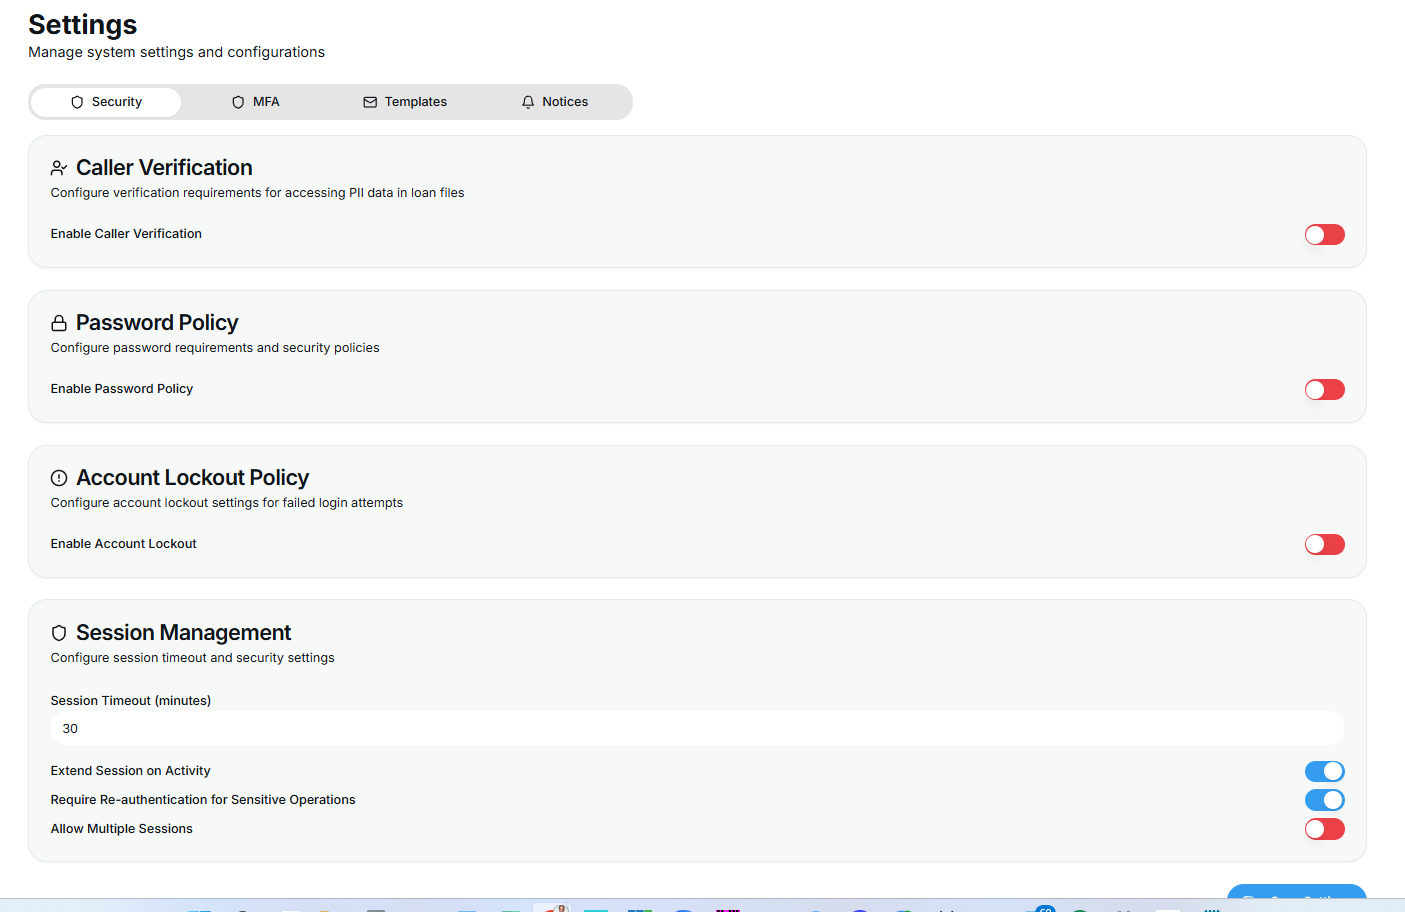 Settings
Manage system settings and configurations
Security
MFA
Templates
Notices
Caller Verification
Configure verification requirements for accessing PII data in loan files
Enable Caller Verification
Password Policy
Configure password requirements and security policies
Enable Password Policy
Account Lockout Policy
Configure account lockout settings for failed login attempts
Enable Account Lockout
Session Management
Configure session timeout and security settings
Session Timeout (minutes)
30
Extend Session on Activity
Require Re-authentication for Sensitive Operations
Allow Multiple Sessions